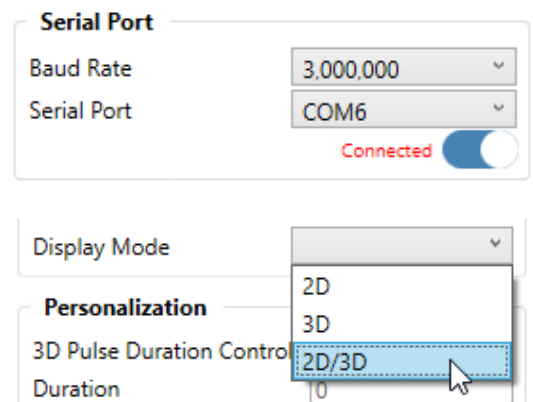 Serial Port
Baud Rate 3,000,000
Serial Port COM6
Connected
Display Mode
2D
Personalization
3D
3D Pulse Duration Control
2D/3D
Duration